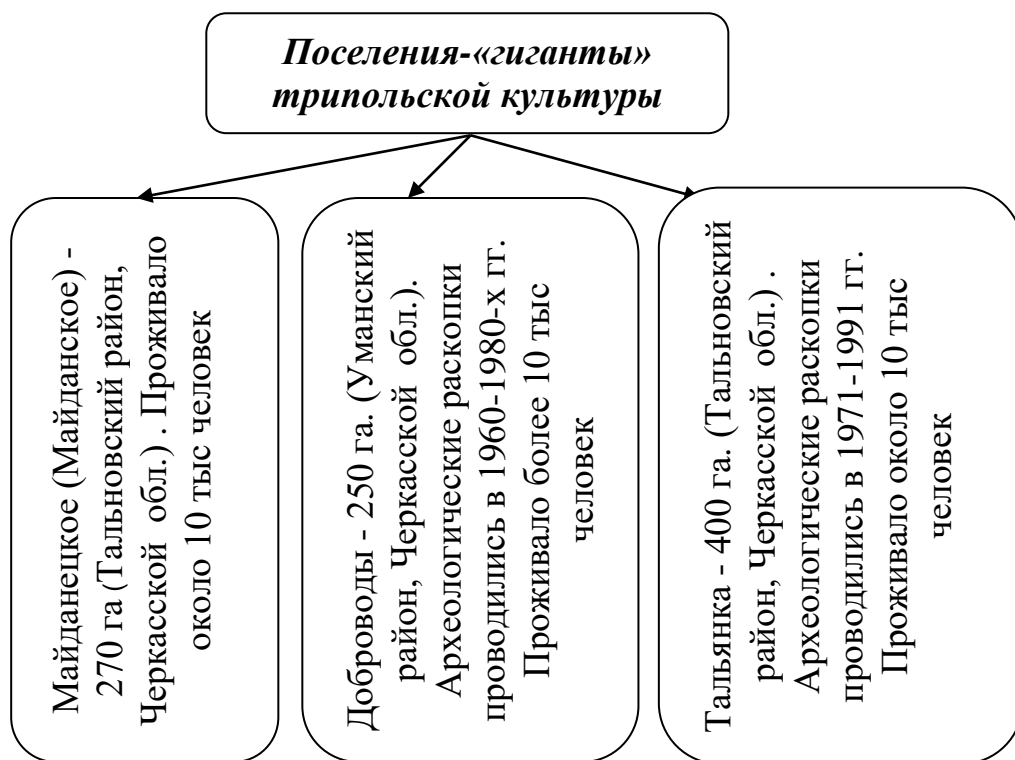 Поселения-«гиганты»
трипольской культуры
Майданецкое (Майданское) -
270 га (Тальновский район,
Черкасской обл.) . Проживало
около 10 тыс человек
Доброводы - 250 га. (Уманский
район, Черкасской обл.).
Археологические раскопки
проводились в 1960-1980-х гг.
Проживало более 10 тыс
человек
Тальянка - 400 га. (Тальновский
район, Черкасской обл.) .
Археологические раскопки
проводились в 1971-1991 гг.
Проживало около 10 тыс
человек